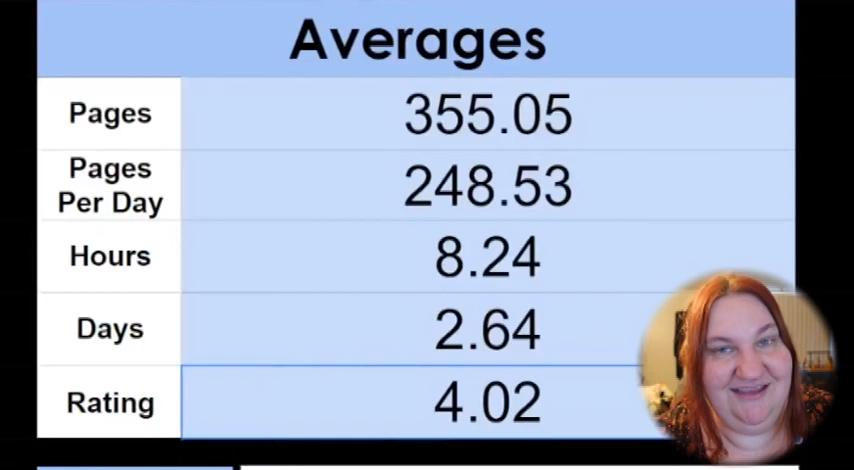 Averages
Pages 355.05
Pages
Per Day 248.53
Hours 8.24
Days 2.64
Rating 4.02